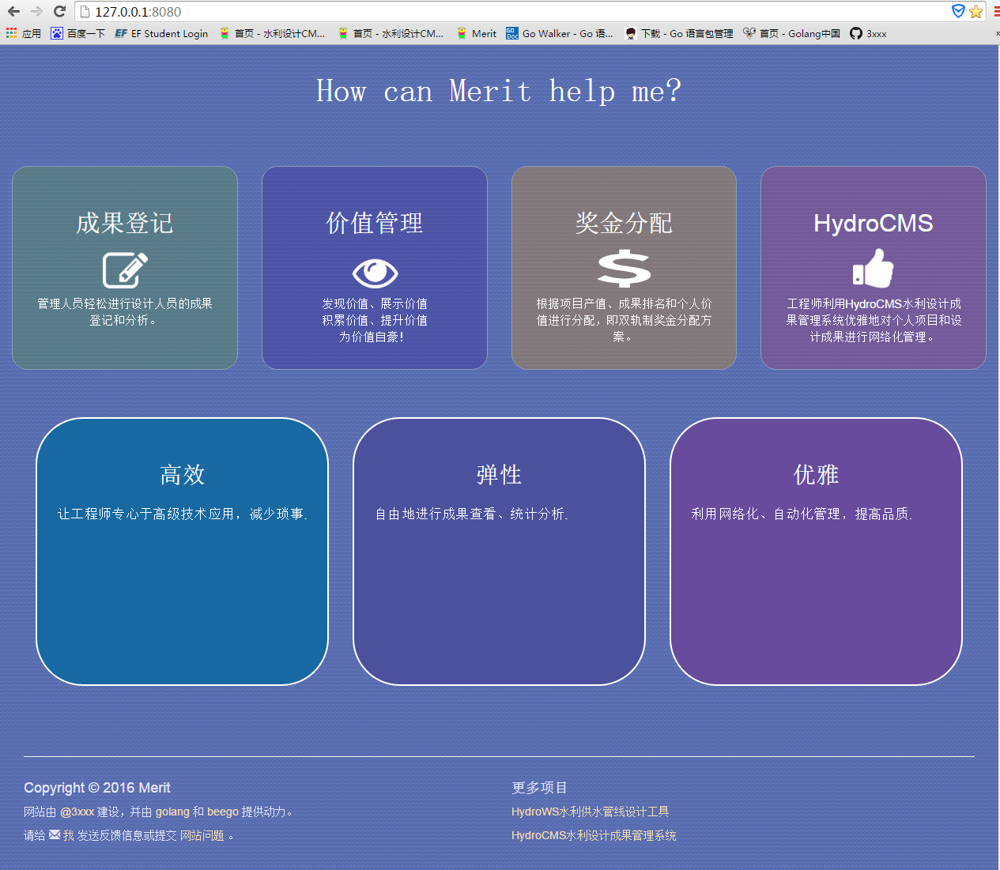 127.0.0.1:8080
应用 百度一下 EF Student Login 首页 - 水利设计CM... 首页 - 水利设计CM... Merit Go Walker - Go 语... 下载 - Go 语言包管理 首页 - Golang中国 3xxx »
How can Merit help me?
成果登记
管理人员轻松进行设计人员的成果
登记和分析。
价值管理
发现价值、展示价值
积累价值、提升价值
为价值自豪！
奖金分配
根据项目产值、成果排名和个人价
值进行分配，即双轨制奖金分配方
案。
HydroCMS
工程师利用HydroCMS水利设计成
果管理系统优雅地对个人项目和设
计成果进行网络化管理。
高效
让工程师专心于高级技术应用，减少琐事.
弹性
自由地进行成果查看、统计分析.
优雅
利用网络化、自动化管理，提高品质.
Copyright © 2016 Merit
网站由 @3xxx 建设，并由 golang 和 beego 提供动力。
请给 我 发送反馈信息或提交 网站问题 。
更多项目
HydroWS水利供水管线设计工具
HydroCMS水利设计成果管理系统